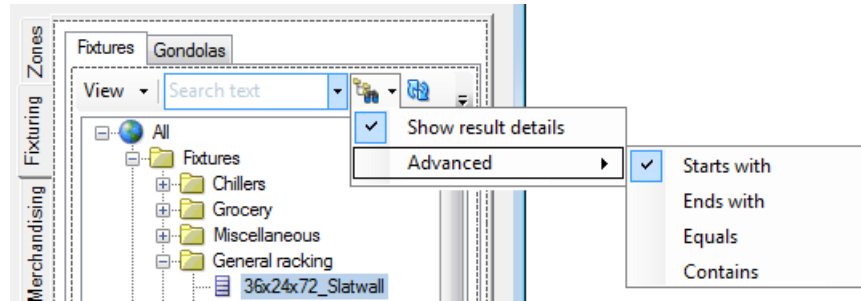 Zones
Fixturing
Merchandising
Fixtures Gondolas
View Search text
Show result details
Advanced
Starts with
Ends with
Equals
Contains
All
Fixtures
Chillers
Grocery
Miscellaneous
General racking
36x24x72_Slatwall